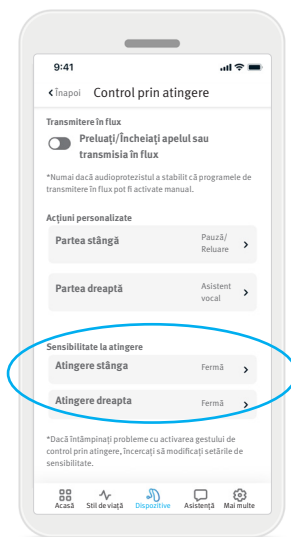 9:41
Înapoi Control prin atingere
Transmitere în flux
Preluați/Încheiați apelul sau
transmisia în flux
*Numai dacă audioprotezistul a stabilit că programele de
transmitere în flux pot fi activate manual.
Acțiuni personalizate
Partea stângă Pauză/
Reluare
Partea dreaptă Asistent
vocal
Sensibilitate la atingere
Atingere stânga Fermă
Atingere dreapta Fermă
*Dacă întâmpinați probleme cu activarea gestului de
control prin atingere, încercați să modificați setările de
sensibilitate.
Acasă Stil de viață Dispozitive Asistență Mai multe